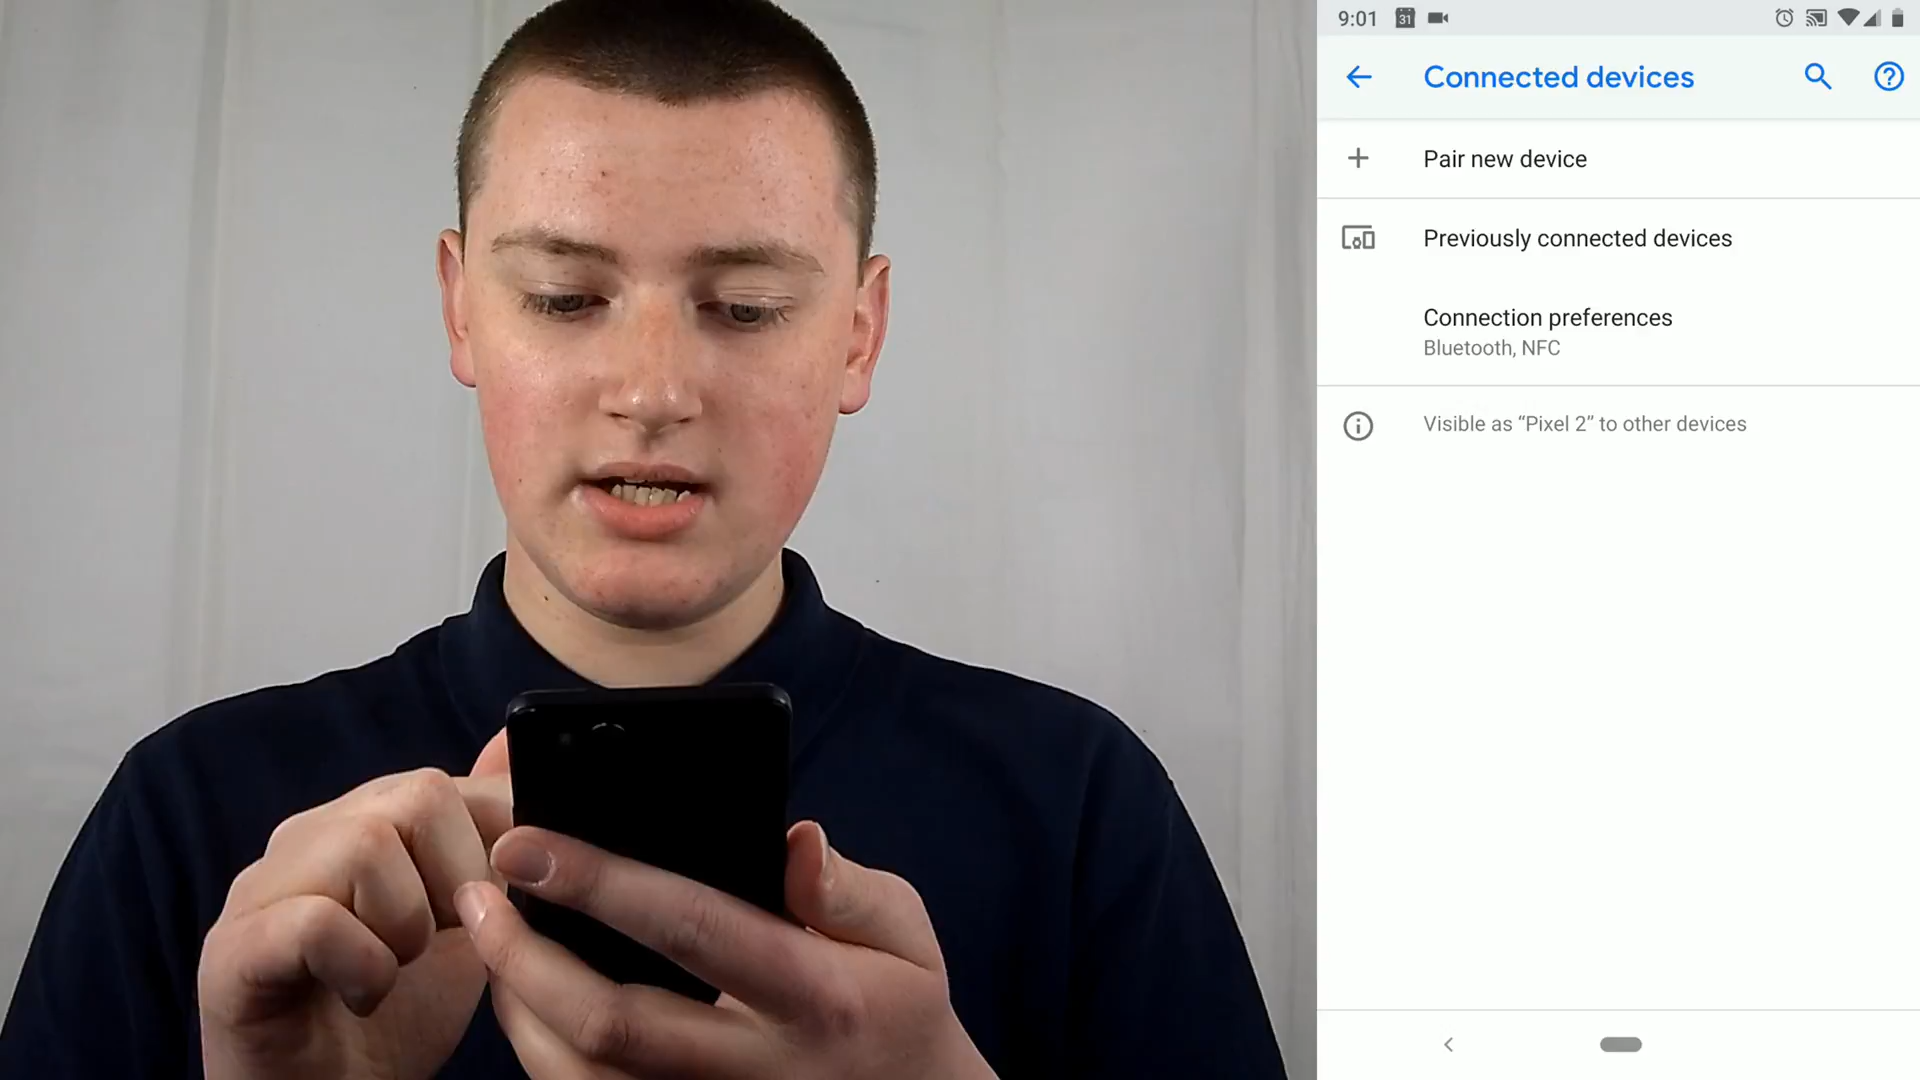 9:01 31
Connected devices
Pair new device
Previously connected devices
Connection preferences
Bluetooth, NFC
Visible as “Pixel 2” to other devices